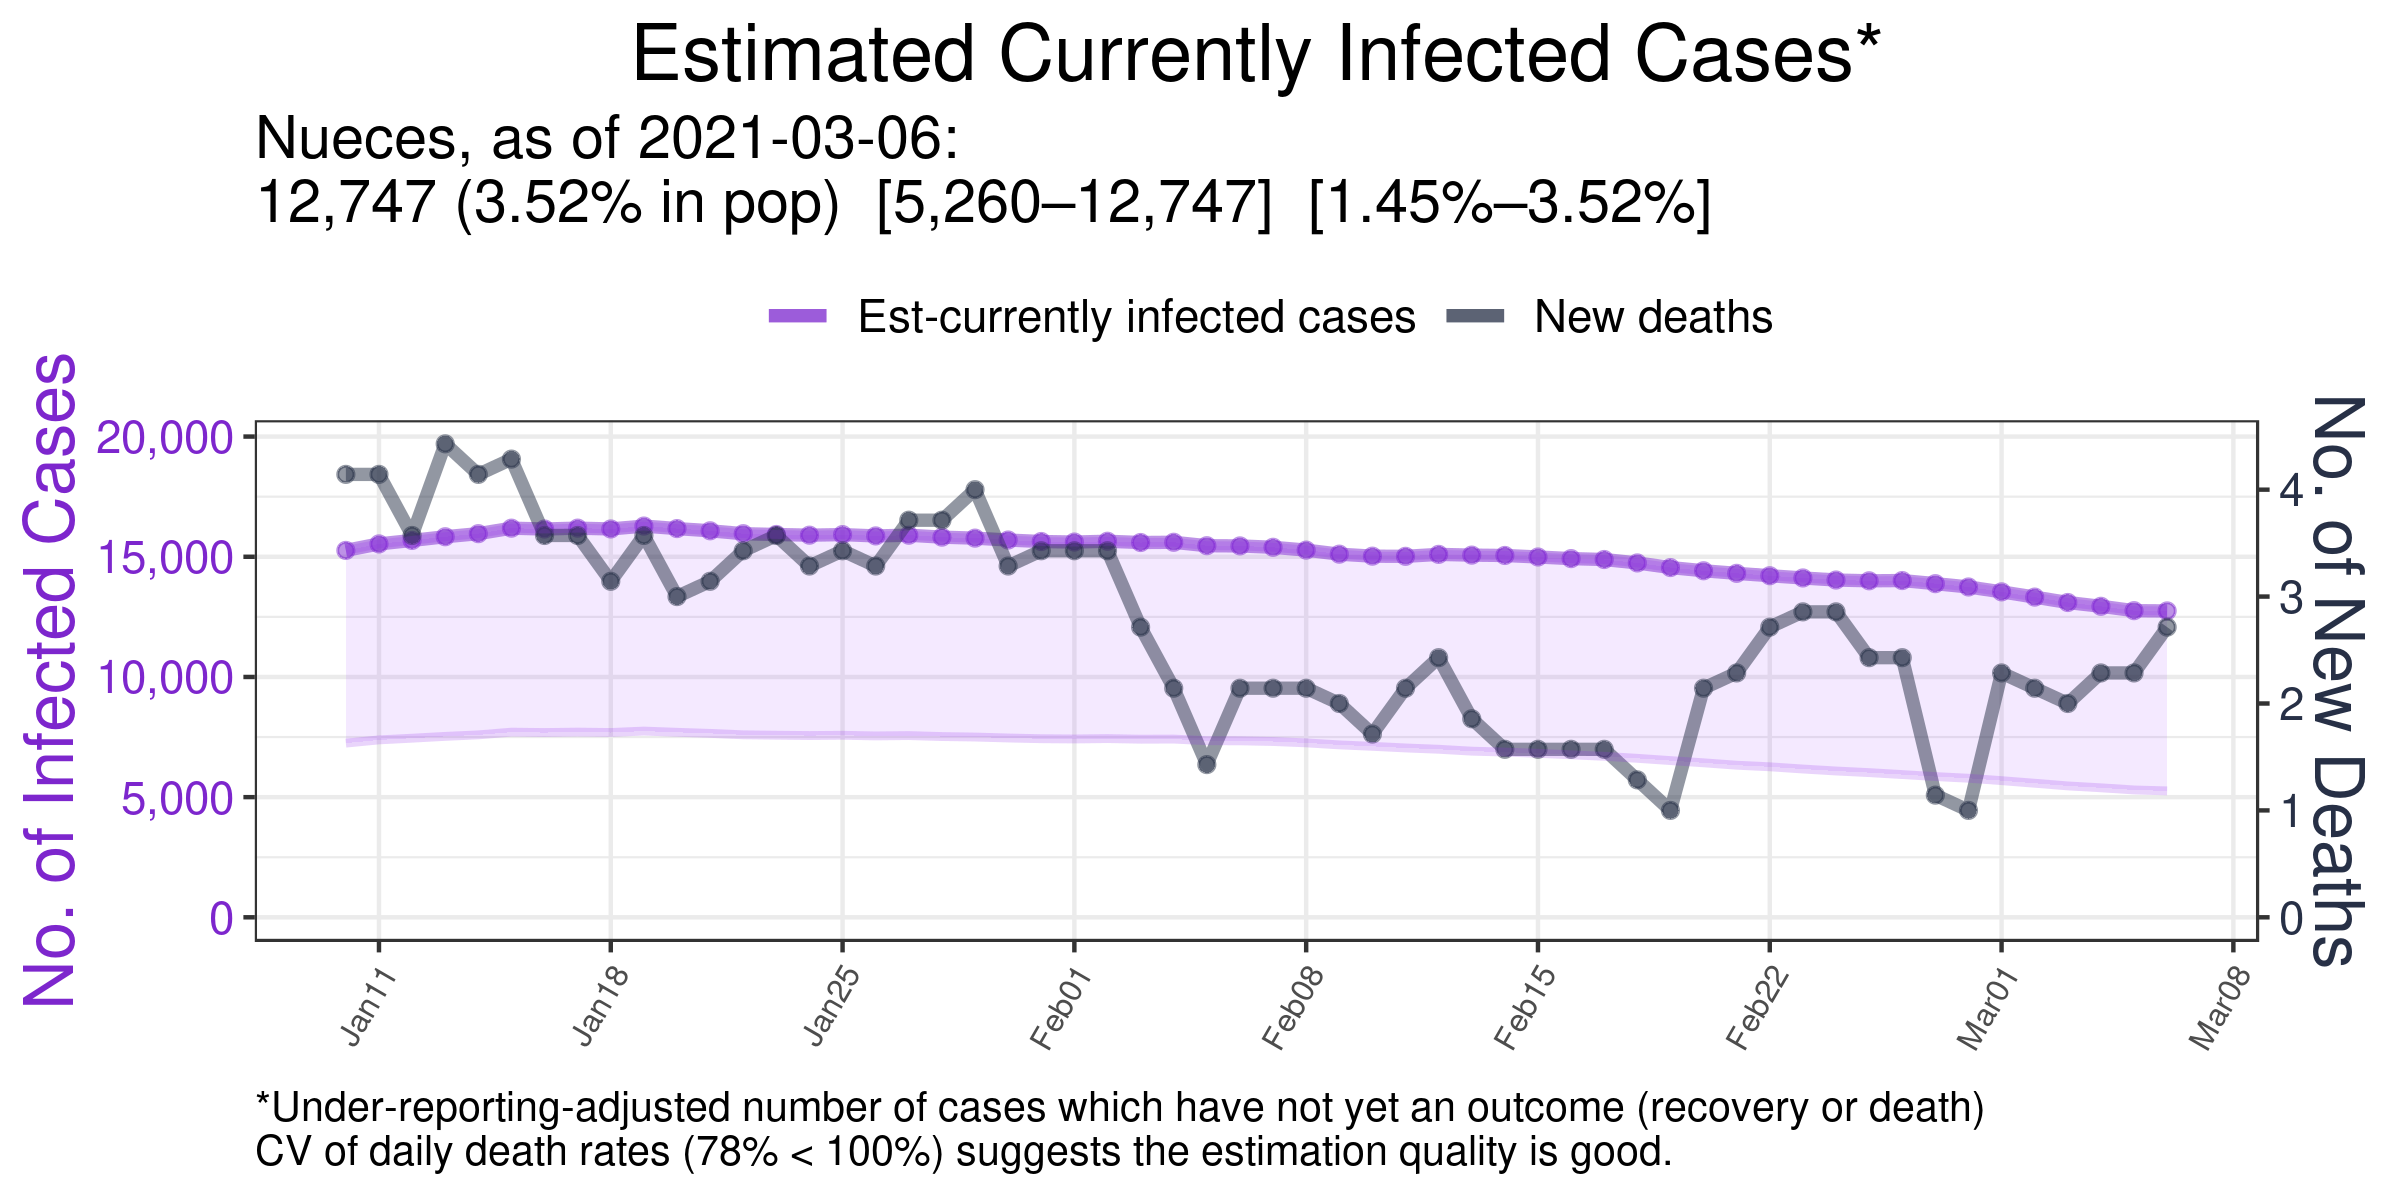 Estimated Currently Infected Cases*
Nueces, as of 2021-03-06:
12,747 (3.52% in pop)  [5,260–12,747]  [1.45%–3.52%]
Est-currently infected cases
New deaths
No. of Infected Cases
20,000
15,000
10,000
5,000
0
4
3
2
1
0
No. of New Deaths
Jan11
Jan18
Jan25
Feb01
Feb08
Feb15
Feb22
Mar01
Mar08
*Under-reporting-adjusted number of cases which have not yet an outcome (recovery or death)
CV of daily death rates (78% < 100%) suggests the estimation quality is good.